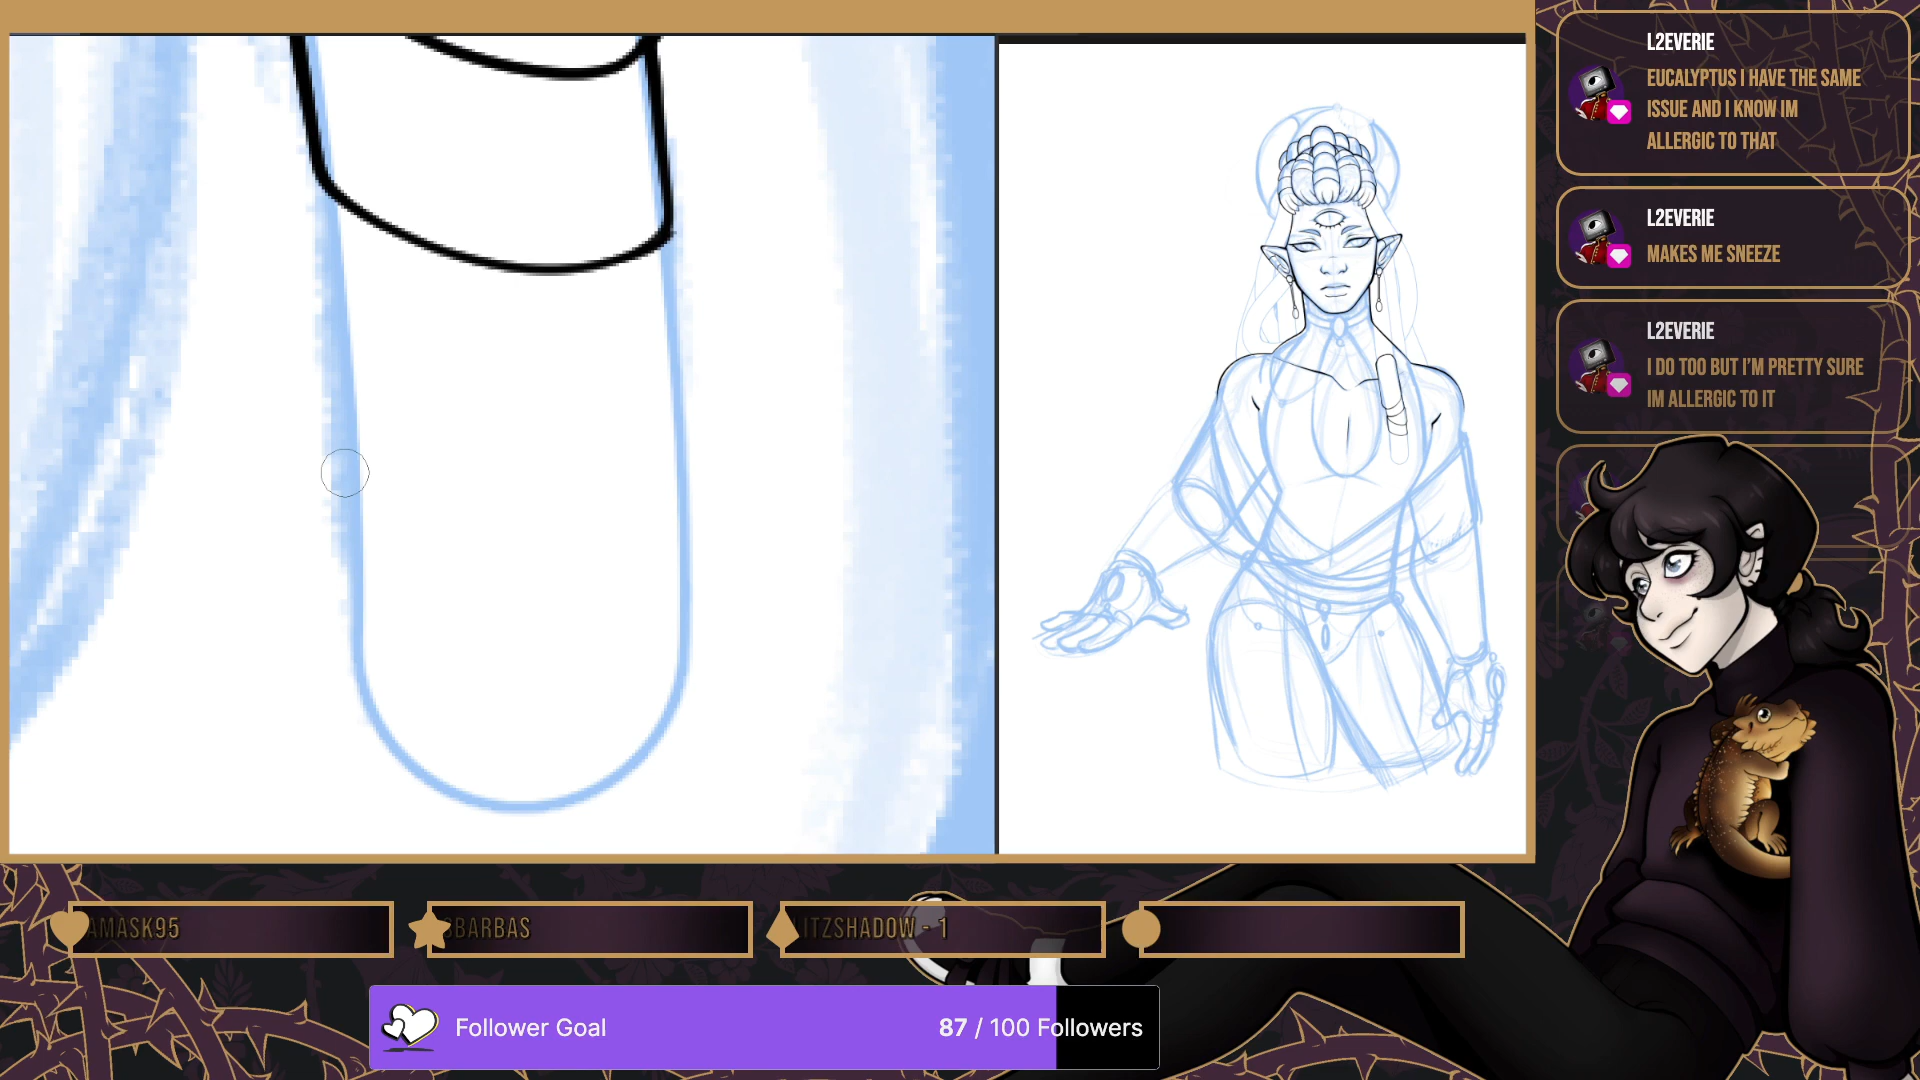 L2EVERIE
EUCALYPTUS I HAVE THE SAME
ISSUE AND I KNOW IM
ALLERGIC TO THAT
L2EVERIE
MAKES ME SNEEZE
L2EVERIE
I DO TOO BUT I'M PRETTY SURE
IM ALLERGIC TO IT
AMASK95
BARBAS
ITZSHADOW - 1
Follower Goal
87 / 100 Followers